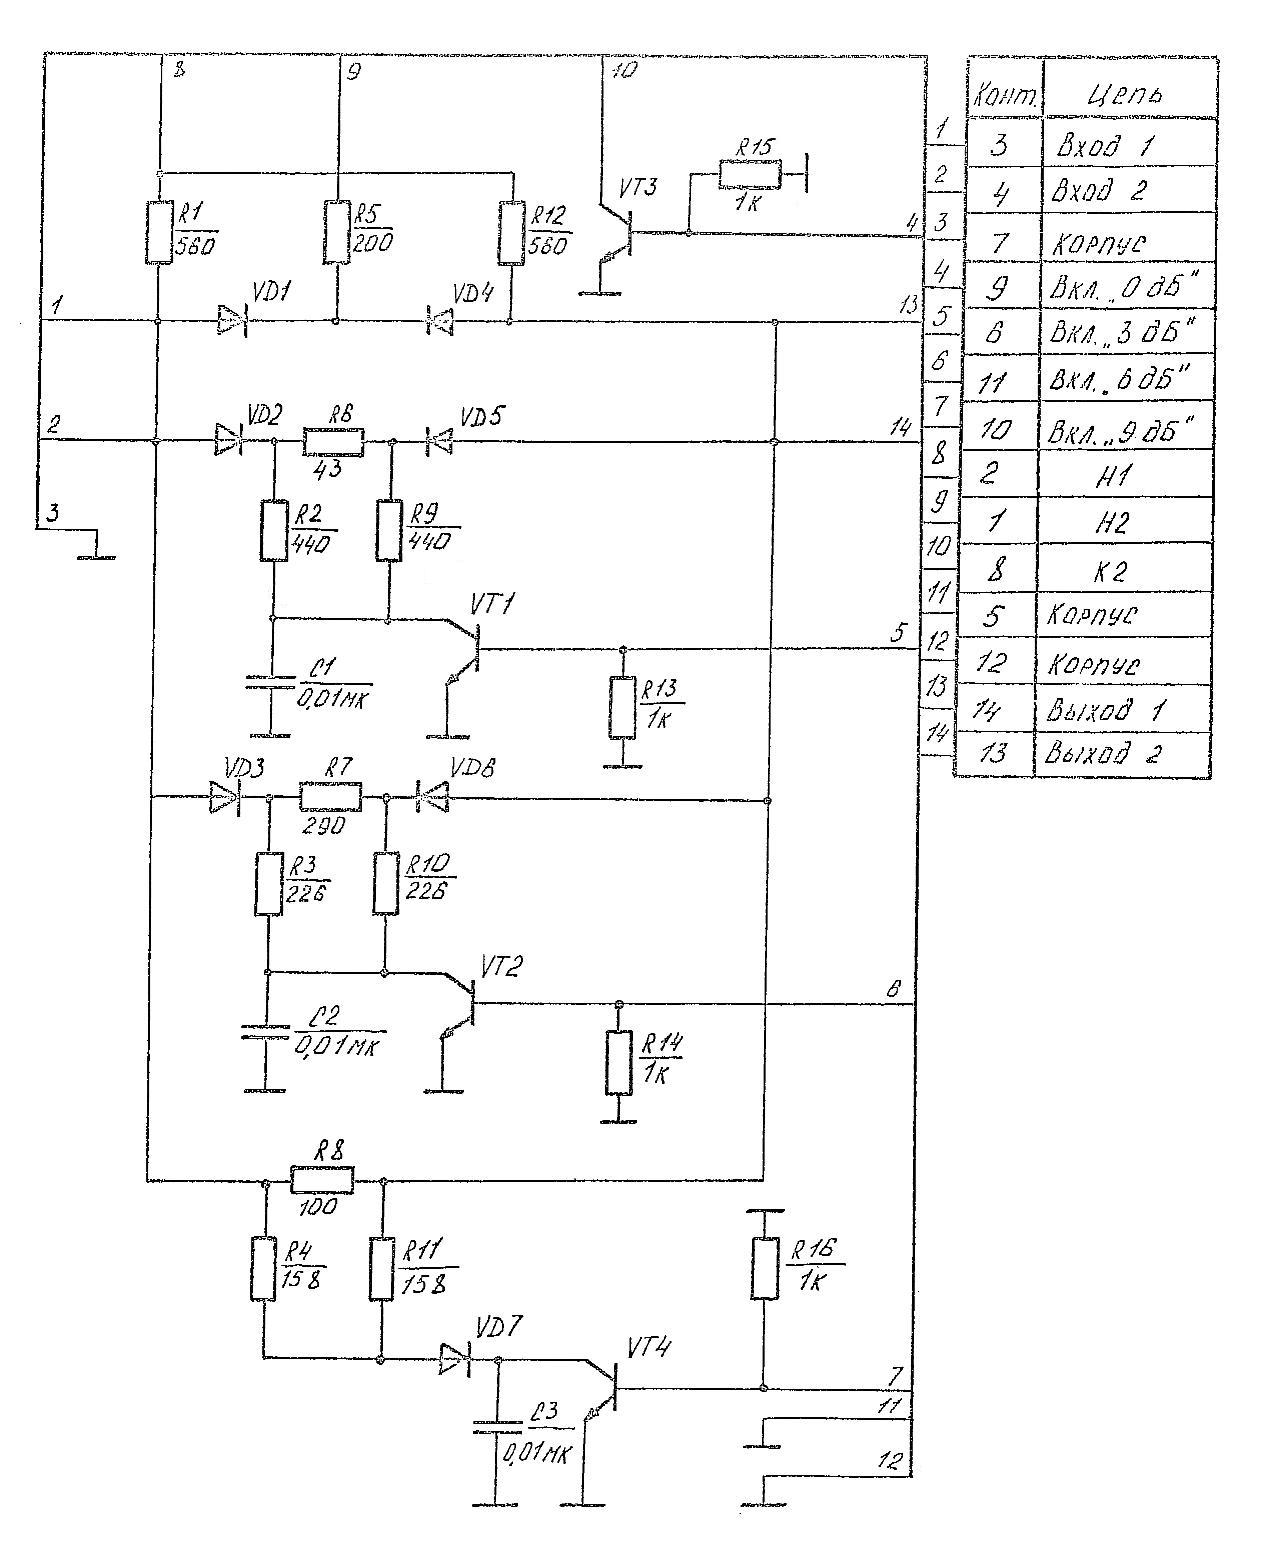 8
9
10
R15
1К
VT3
R1
560
R5
200
R12
560
4
1
VD1
VD4
13
2
VD2
R6
43
VD5
14
3
R2
440
R9
440
VT1
5
C1
0,01МК
R13
1К
VD3
R7
290
VD6
R3
226
R10
226
VT2
6
C2
0,01МК
R14
1К
R8
100
R4
158
R11
158
R16
1К
VD7
VT4
7
C3
0,01МК
11
12
1
2
3
4
5
6
7
8
9
10
11
12
13
14
Конт. Цепь
3 Вход 1
4 Вход 2
7 Корпус
9 Вкл. „0 дБ"
6 Вкл. „3 дБ"
11 Вкл. „6 дБ"
10 Вкл. „9 дБ"
2 Н1
1 Н2
8 К2
5 Корпус
12 Корпус
14 Выход 1
13 Выход 2